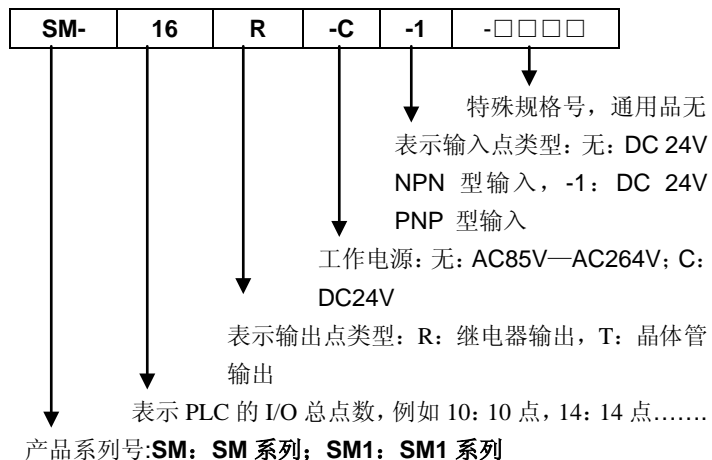 SM- 16 R -C -1 -□□□□
特殊规格号，通用品无
表示输入点类型：无：DC 24V
NPN 型输入，-1：DC 24V
PNP 型输入
工作电源：无：AC85V—AC264V；C：
DC24V
表示输出点类型：R：继电器输出，T：晶体管
输出
表示 PLC 的 I/O 总点数，例如 10：10 点，14：14 点…….
产品系列号:SM：SM 系列；SM1：SM1 系列